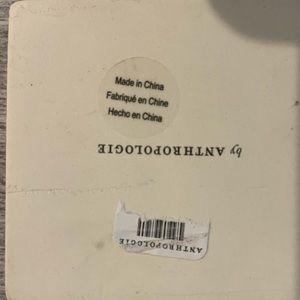 Made in China
Fabriqué en Chine
Hecho en China
by ANTHROPOLOGIE
ANTHROPOLOGIE